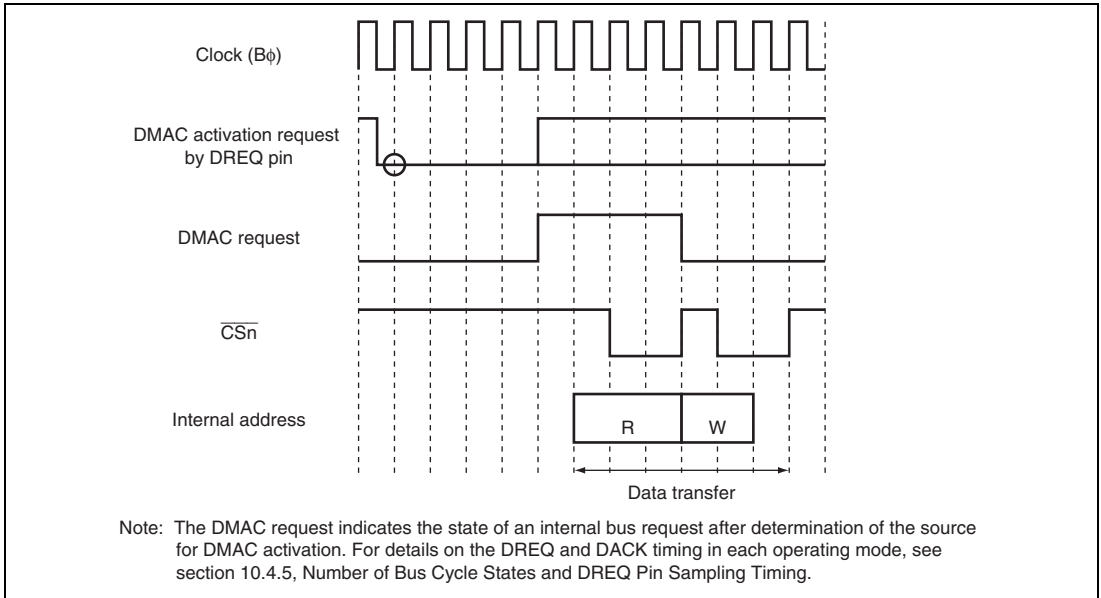 Clock (Bϕ)
DMAC activation request
by DREQ pin
DMAC request
C̅S̅n̅
Internal address
R
W
Data transfer
Note: The DMAC request indicates the state of an internal bus request after determination of the source
for DMAC activation. For details on the DREQ and DACK timing in each operating mode, see
section 10.4.5, Number of Bus Cycle States and DREQ Pin Sampling Timing.